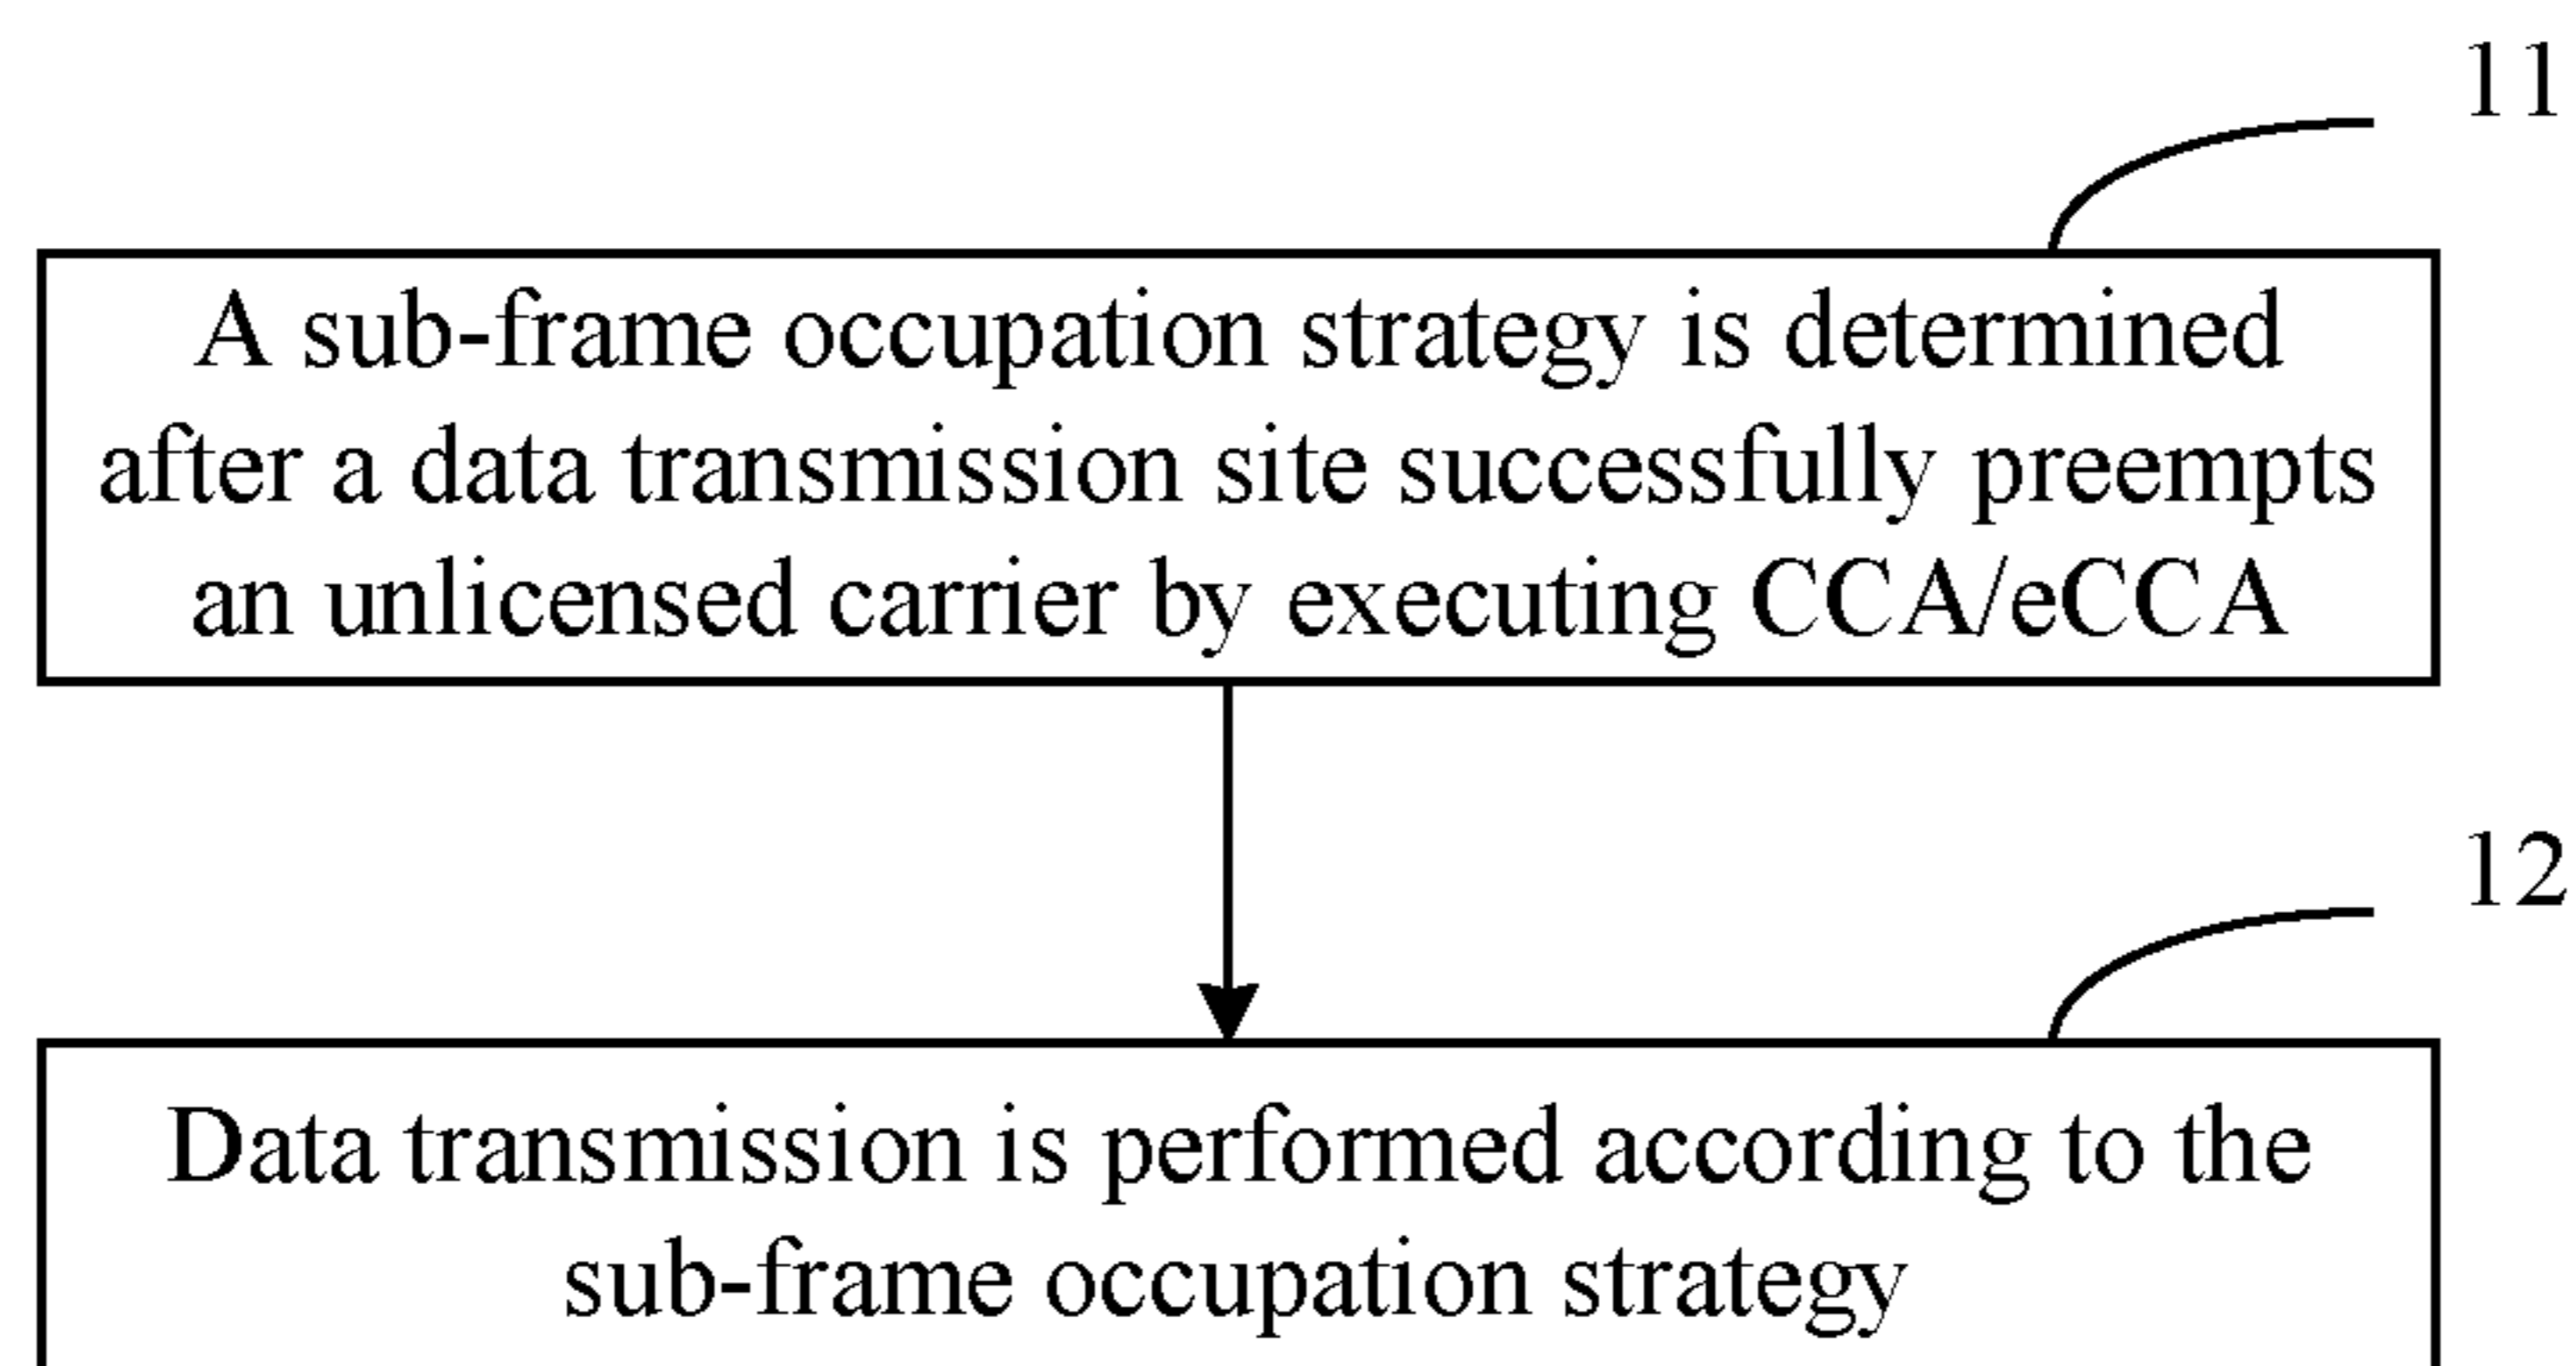 11
A sub-frame occupation strategy is determined
after a data transmission site successfully preempts
an unlicensed carrier by executing CCA/eCCA
12
Data transmission is performed according to the
sub-frame occupation strategy